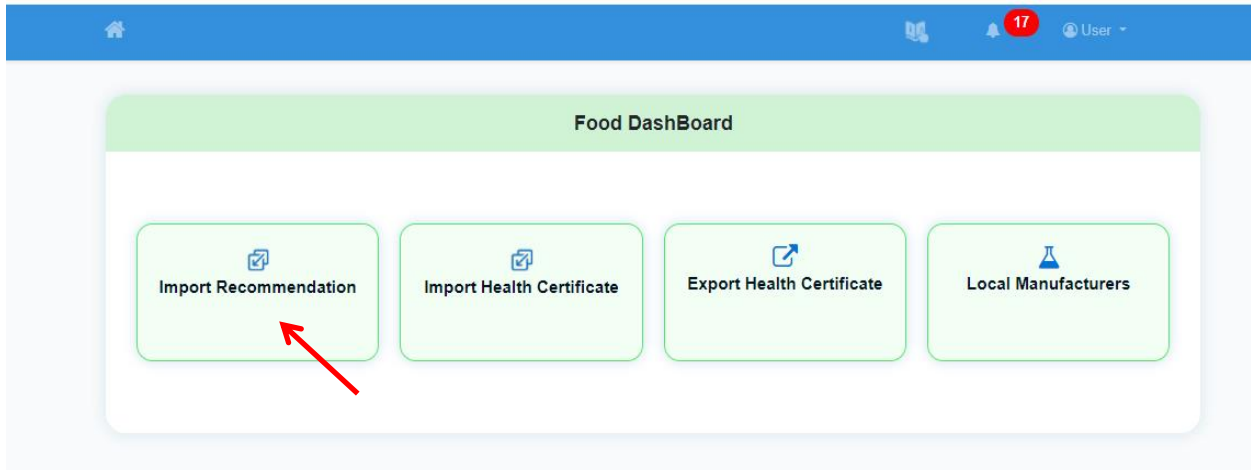 17
User
Food DashBoard
Import Recommendation
Import Health Certificate
Export Health Certificate
Local Manufacturers